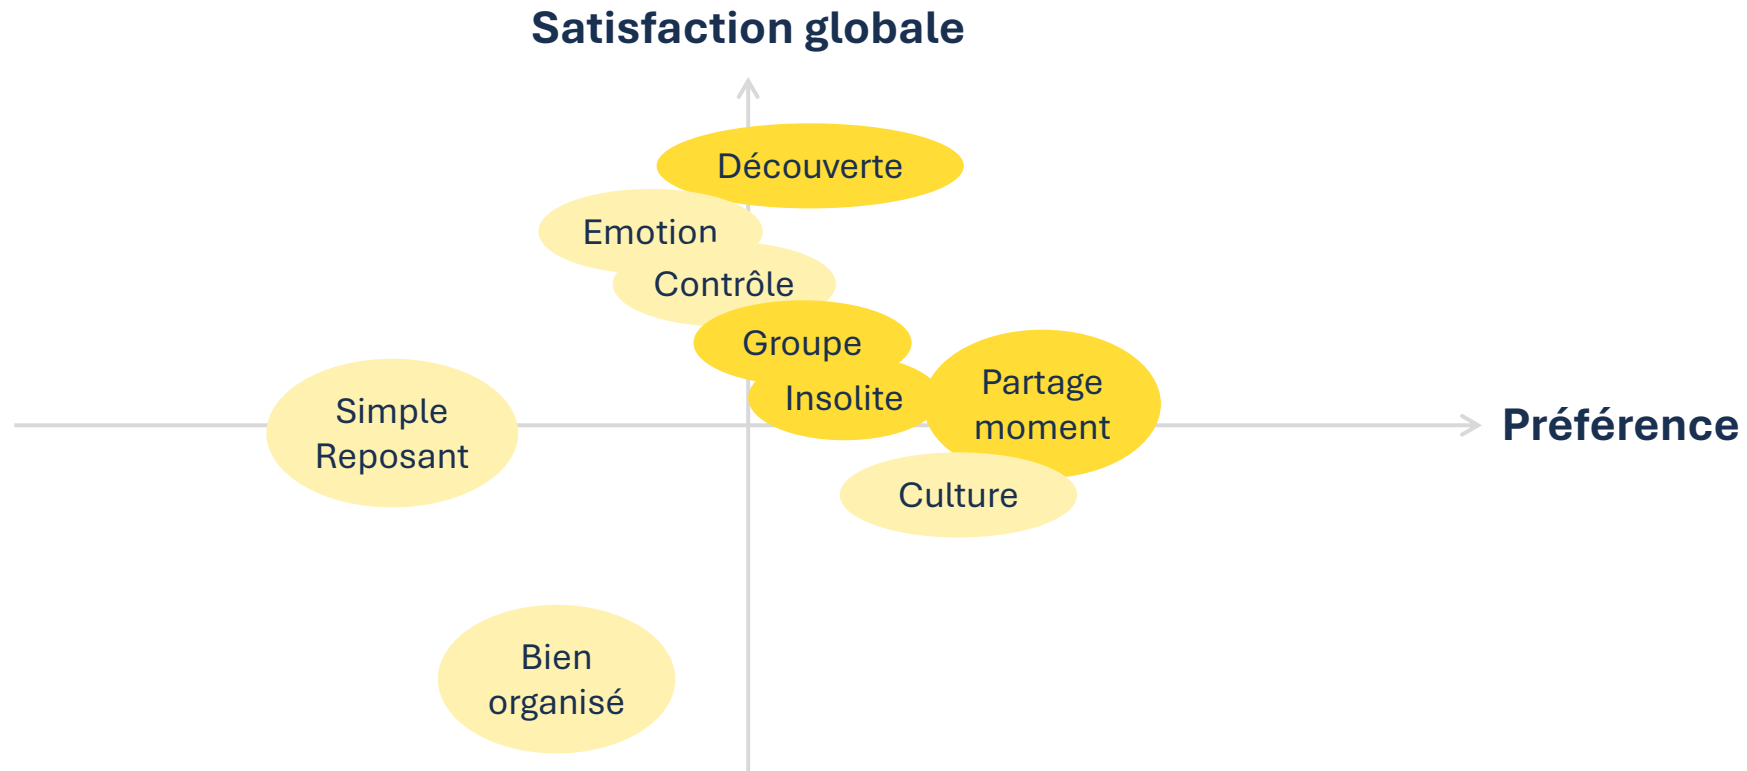 Satisfaction globale
Découverte
Emotion
Contrôle
Groupe
Insolite
Partage
moment
Simple
Reposant
Préférence
Culture
Bien
organisé